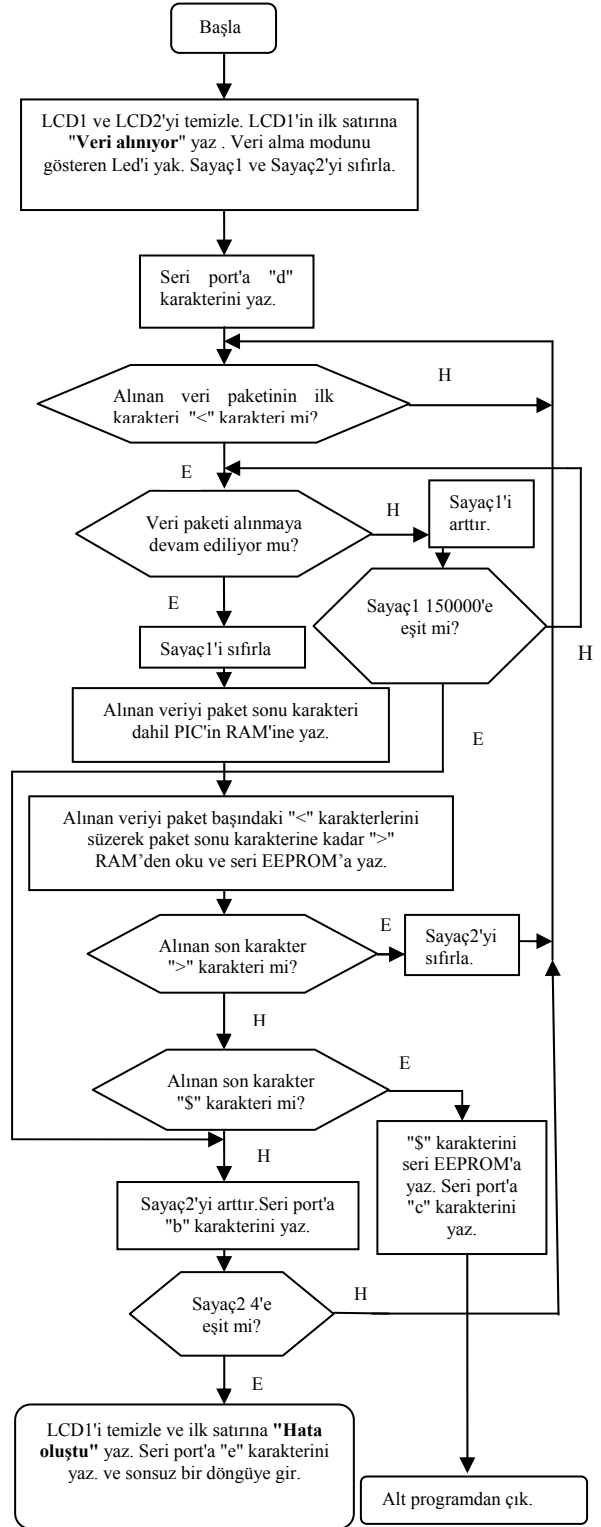 Başla
LCD1 ve LCD2'yi temizle. LCD1'in ilk satırına
"Veri alınıyor" yaz . Veri alma modunu
gösteren Led'i yak. Sayaç1 ve Sayaç2'yi sıfırla.
Seri port'a "d"
karakterini yaz.
H
Alınan veri paketinin ilk
karakteri "<" karakteri mi?
E
Veri paketi alınmaya
devam ediliyor mu?
H
Sayaç1'i
arttır.
E
Sayaç1 150000'e
eşit mi?
H
Sayaç1'i sıfırla
Alınan veriyi paket sonu karakteri
dahil PIC'in RAM'ine yaz.
E
Alınan veriyi paket başındaki "<" karakterlerini
süzerek paket sonu karakterine kadar ">"
RAM'den oku ve seri EEPROM'a yaz.
Alınan son karakter
">" karakteri mi?
E
Sayaç2'yi
sıfırla.
H
Alınan son karakter
"$" karakteri mi?
E
H
"$" karakterini
seri EEPROM'a
yaz. Seri port'a
"c" karakterini
yaz.
Sayaç2'yi arttır.Seri port'a
"b" karakterini yaz.
Sayaç2 4'e
eşit mi?
H
E
LCD1'i temizle ve ilk satırına "Hata
oluştu" yaz. Seri port'a "e" karakterini
yaz. ve sonsuz bir döngüye gir.
Alt programdan çık.